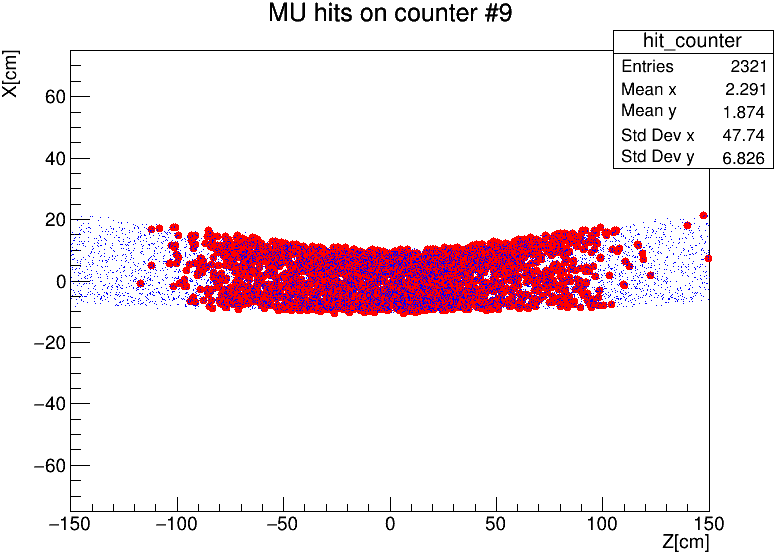 MU hits on counter #9
hit_counter
Entries 2321
Mean x 2.291
Mean y 1.874
Std Dev x 47.74
Std Dev y 6.826
X[cm]
60
40
20
0
−20
−40
−60
−150 −100 −50 0 50 100 150
Z[cm]